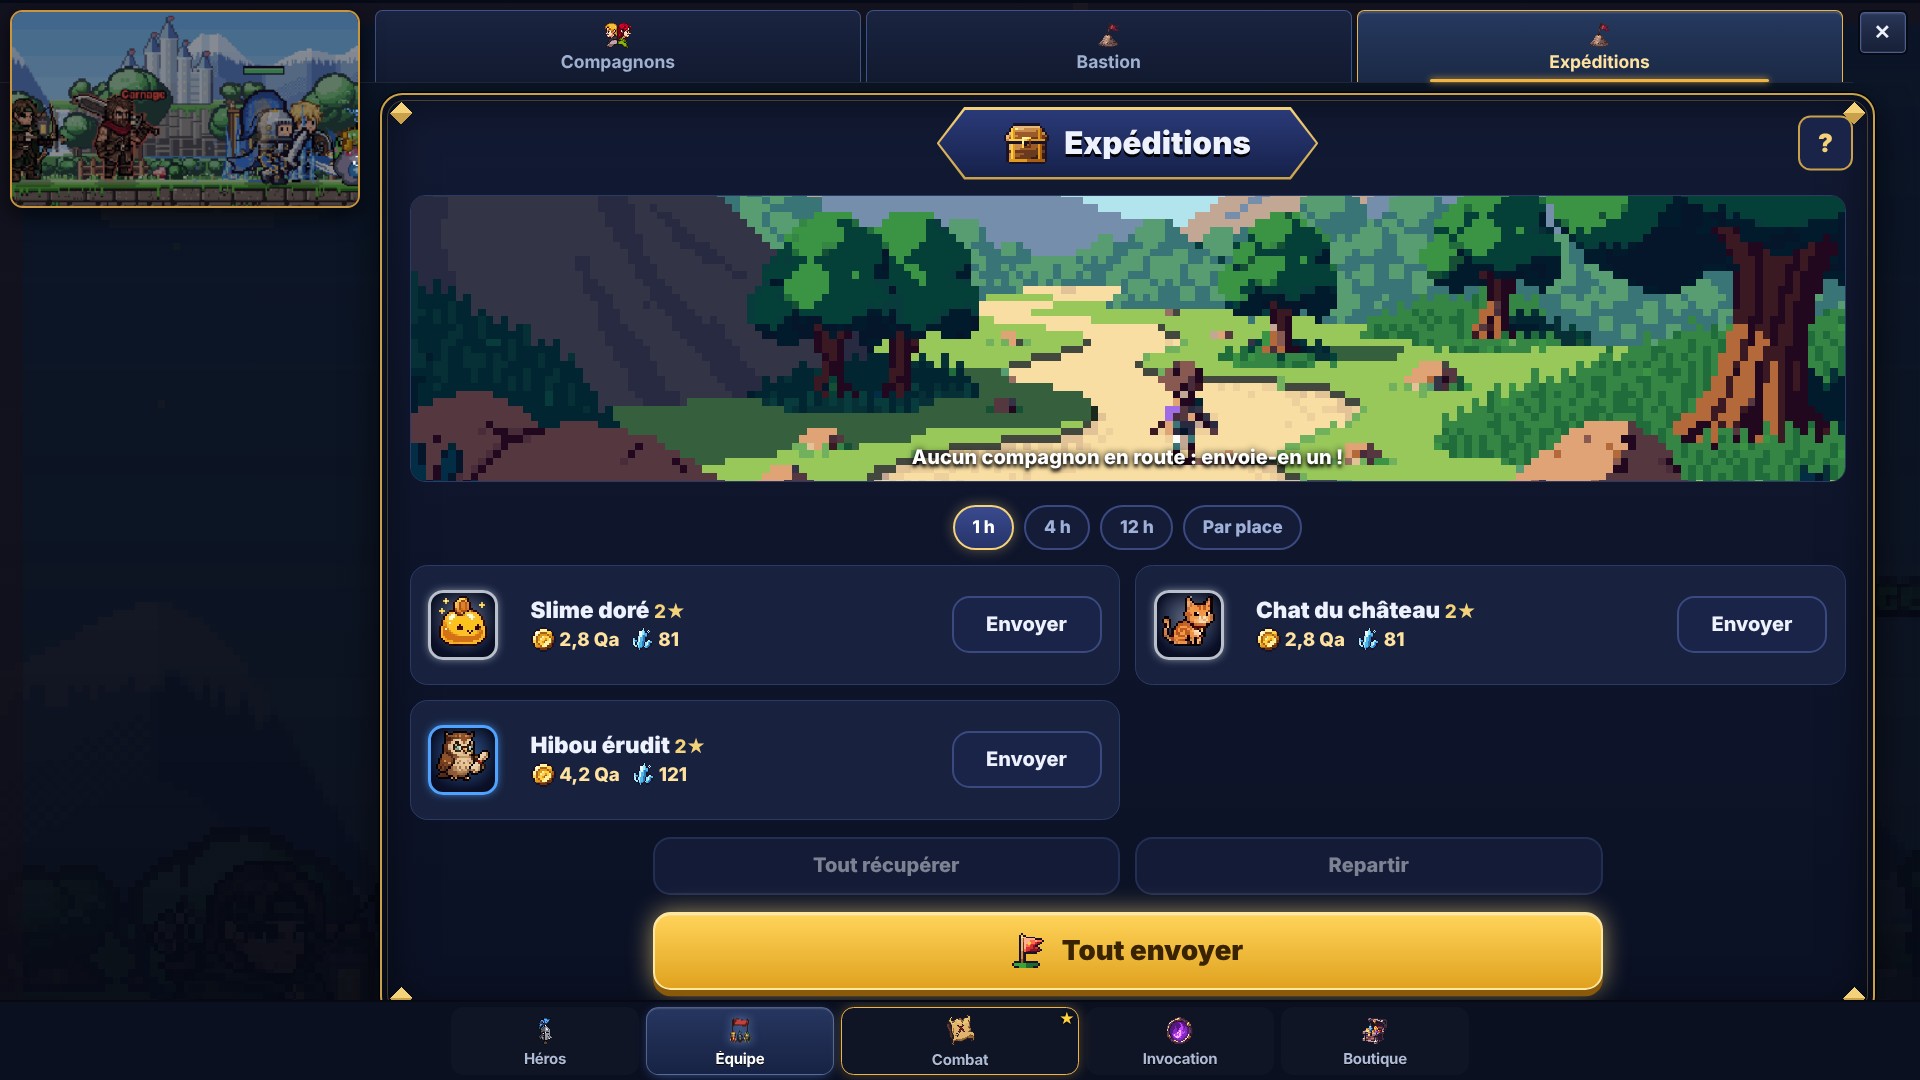 Carnage
Compagnons
Bastion
Expéditions
×
Expéditions
?
Aucun compagnon en route : envoie-en un !
1 h
4 h
12 h
Par place
Slime doré 2★
2,8 Qa 81
Envoyer
Chat du château 2★
2,8 Qa 81
Envoyer
Hibou érudit 2★
4,2 Qa 121
Envoyer
Tout récupérer
Repartir
Tout envoyer
Héros
Équipe
Combat
Invocation
Boutique